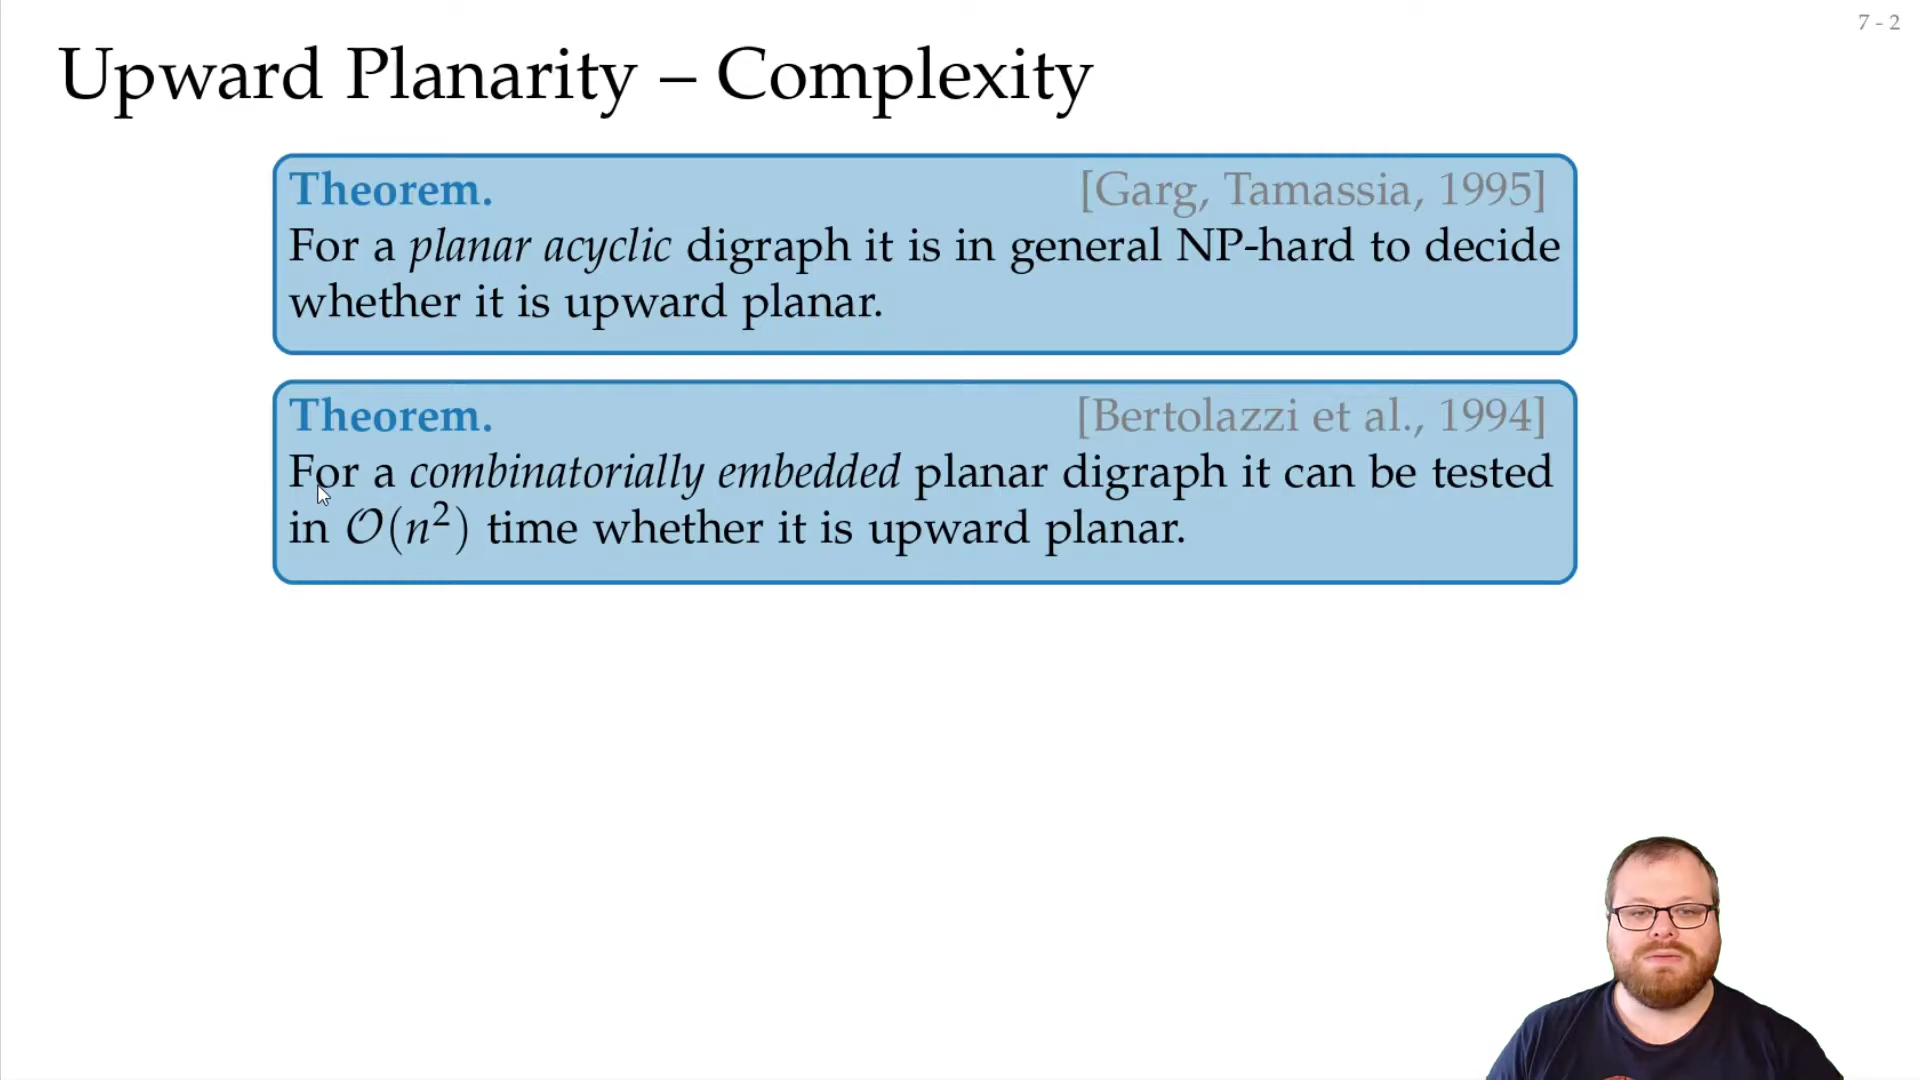 7 - 2
Upward Planarity – Complexity
Theorem. [Garg, Tamassia, 1995]
For a planar acyclic digraph it is in general NP-hard to decide
whether it is upward planar.
Theorem. [Bertolazzi et al., 1994]
For a combinatorially embedded planar digraph it can be tested
in 𝒪(n²) time whether it is upward planar.